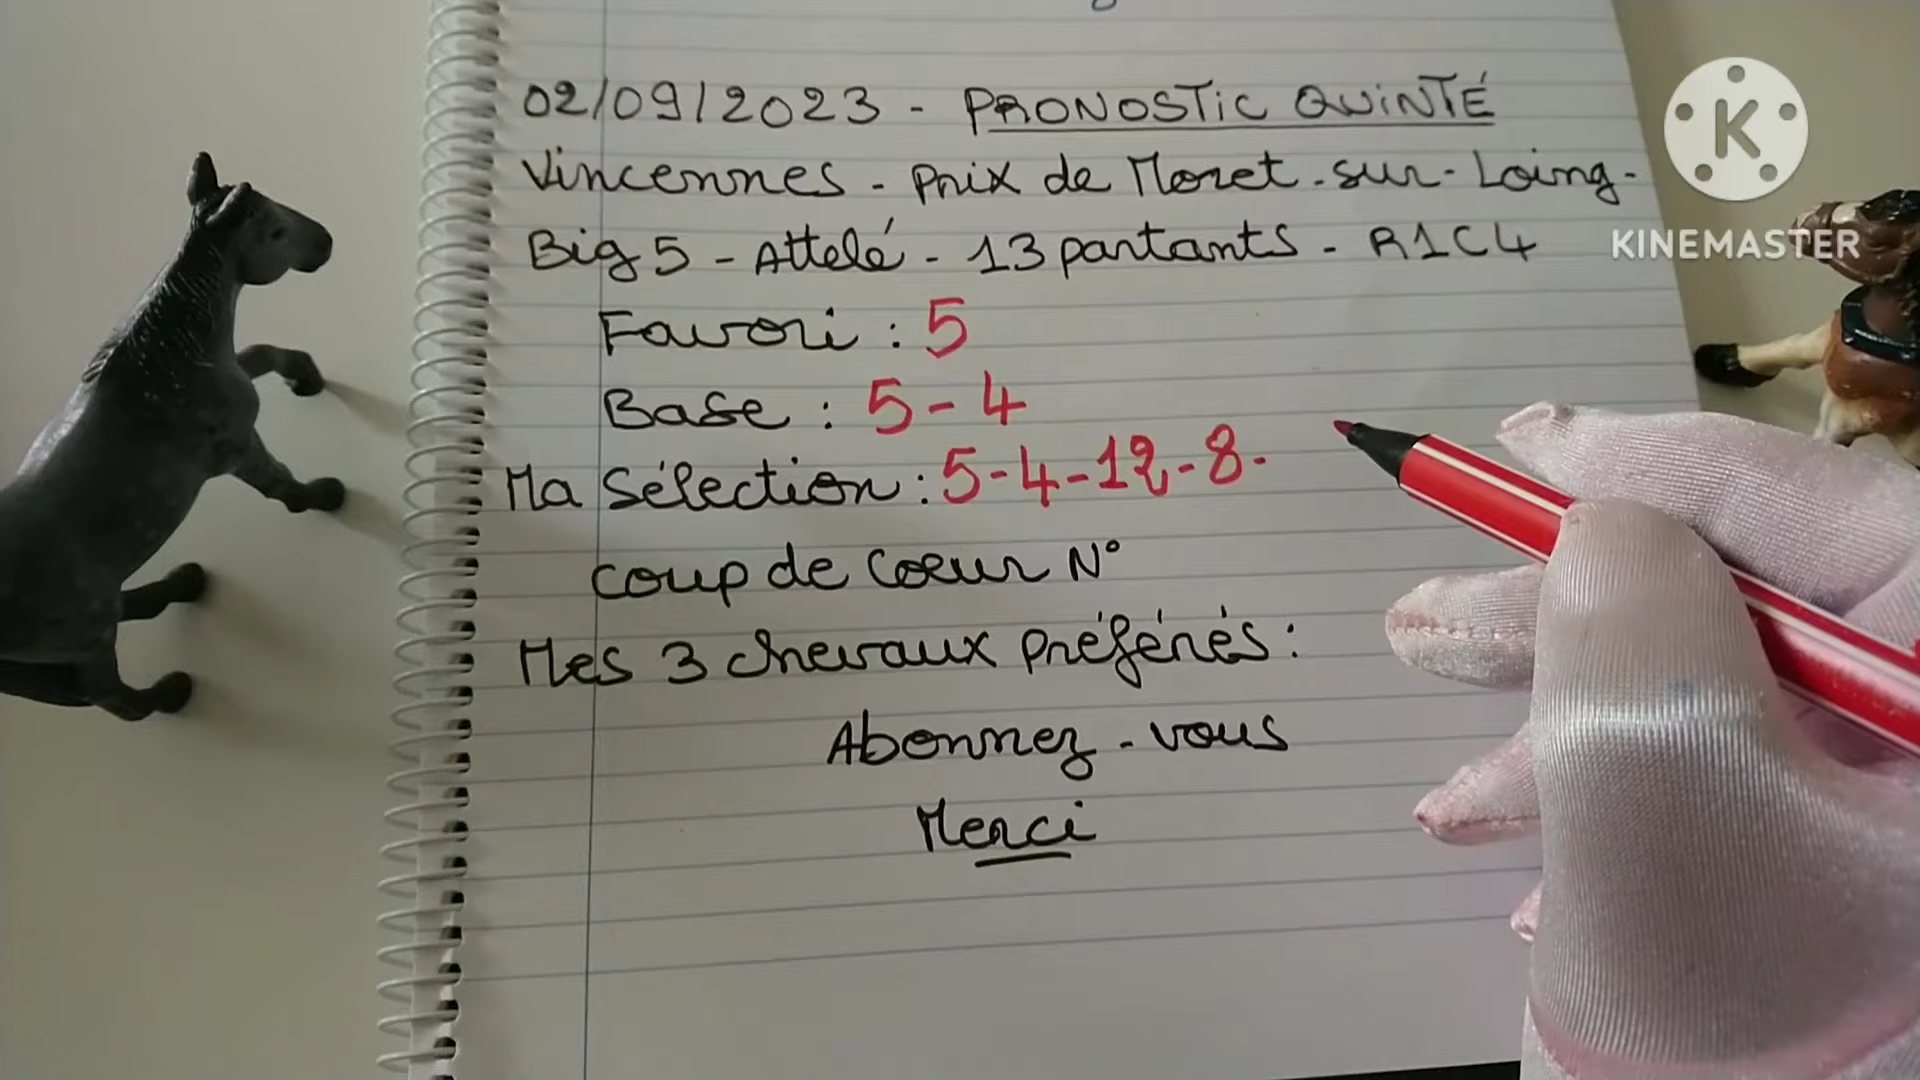 02/09/2023 - PRONOSTIC QUINTÉ
Vincennes - Prix de Moret-sur-Loing-
Big 5 - Attelé - 13 partants - R1C4
Favori : 5
Base : 5-4
Ma Sélection : 5-4-12-8-
Coup de Coeur N°
Mes 3 chevaux préférés :
Abonnez-vous
Merci
K
KINEMASTER